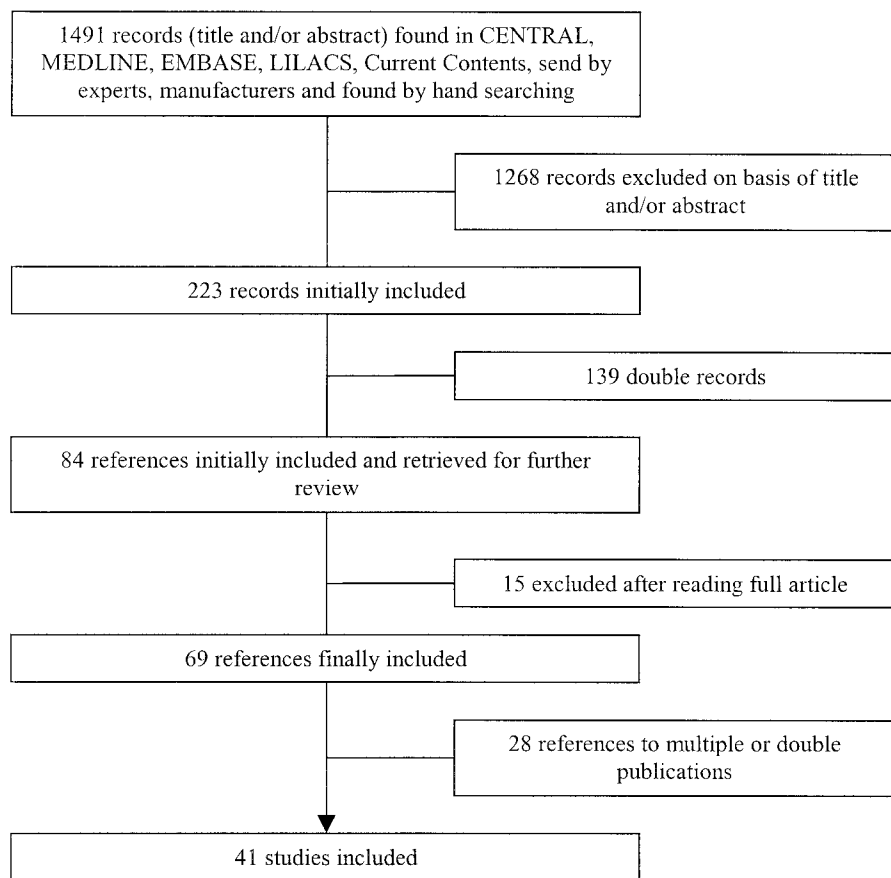 1491 records (title and/or abstract) found in CENTRAL,
MEDLINE, EMBASE, LILACS, Current Contents, send by
experts, manufacturers and found by hand searching
1268 records excluded on basis of title
and/or abstract
223 records initially included
139 double records
84 references initially included and retrieved for further
review
15 excluded after reading full article
69 references finally included
28 references to multiple or double
publications
41 studies included